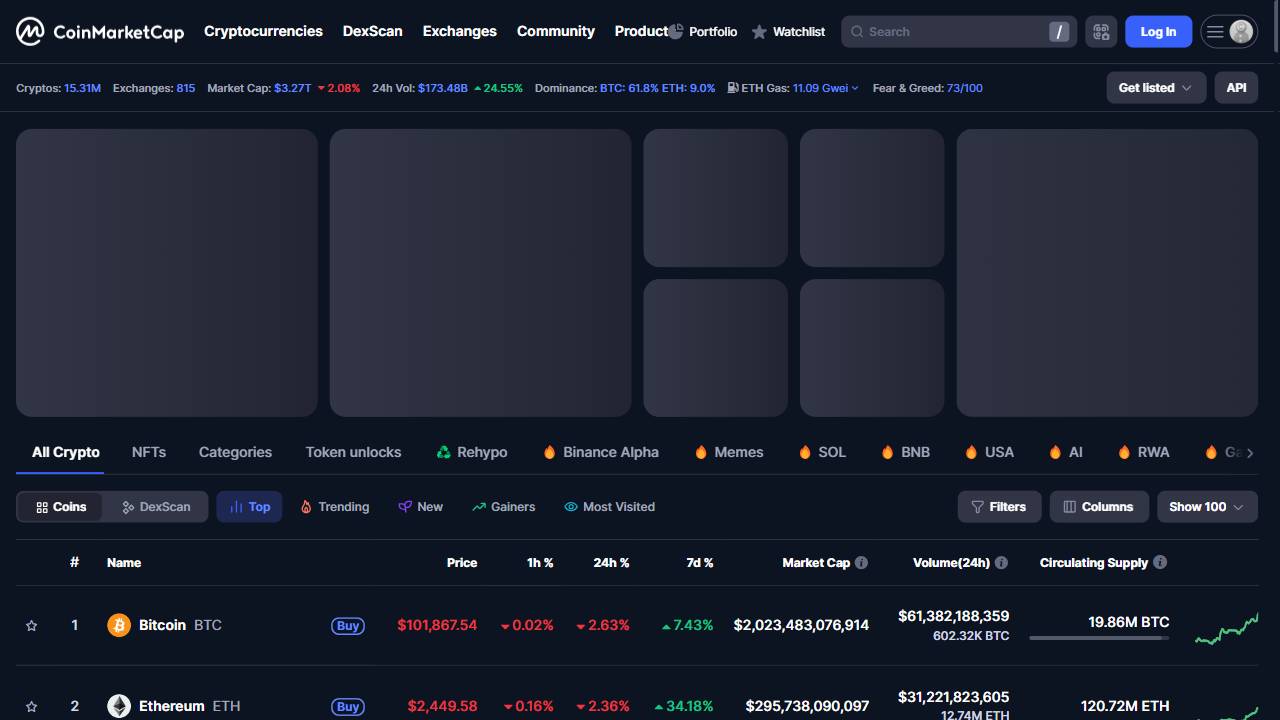 CoinMarketCap Cryptocurrencies DexScan Exchanges Community Product Portfolio Watchlist Search / Log In
Cryptos: 15.31M Exchanges: 815 Market Cap: $3.27T 2.08% 24h Vol: $173.48B 24.55% Dominance: BTC: 61.8% ETH: 9.0% ETH Gas: 11.09 Gwei Fear & Greed: 73/100 Get listed API
All Crypto NFTs Categories Token unlocks Rehypo Binance Alpha Memes SOL BNB USA AI RWA
Coins DexScan Top Trending New Gainers Most Visited Filters Columns Show 100
# Name Price 1h % 24h % 7d % Market Cap Volume(24h) Circulating Supply
1 Bitcoin BTC Buy $101,867.54 0.02% 2.63% 7.43% $2,023,483,076,914 $61,382,188,359 19.86M BTC
602.32K BTC
2 Ethereum ETH Buy $2,449.58 0.16% 2.36% 34.18% $295,738,090,097 $31,221,823,605 120.72M ETH
12.74M ETH